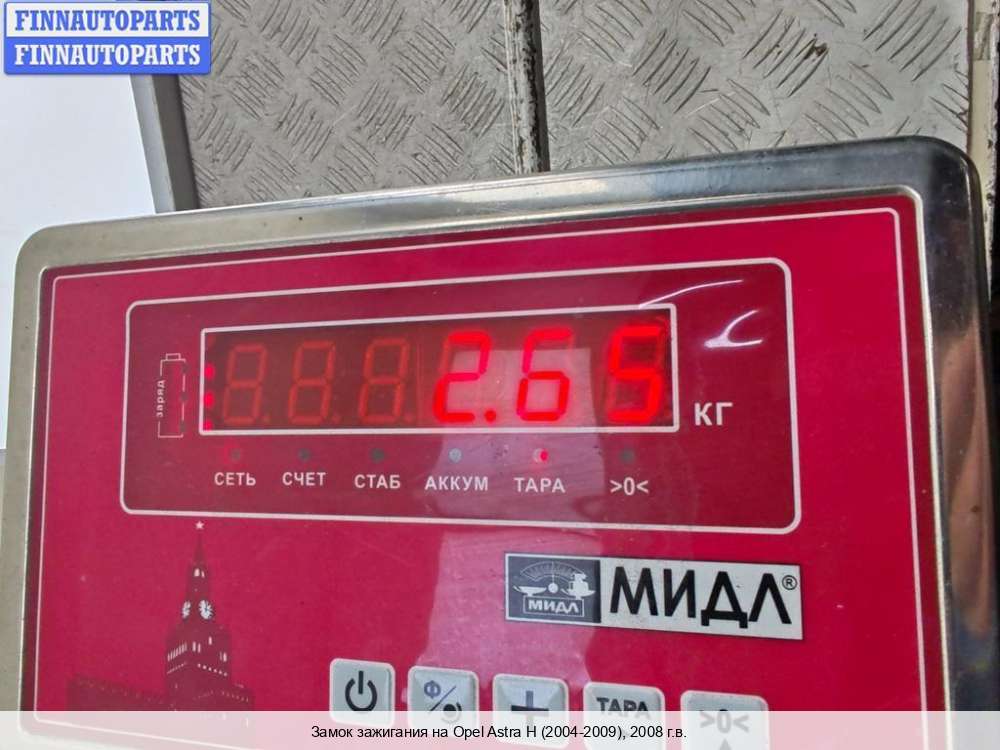 FINNAUTOPARTS
FINNAUTOPARTS
заряд
2.65
КГ
СЕТЬ СЧЕТ СТАБ АККУМ ТАРА >0<
МИДЛ
МИДЛ®
Ф
ТАРА
>0<
Замок зажигания на Opel Astra H (2004-2009), 2008 г.в.